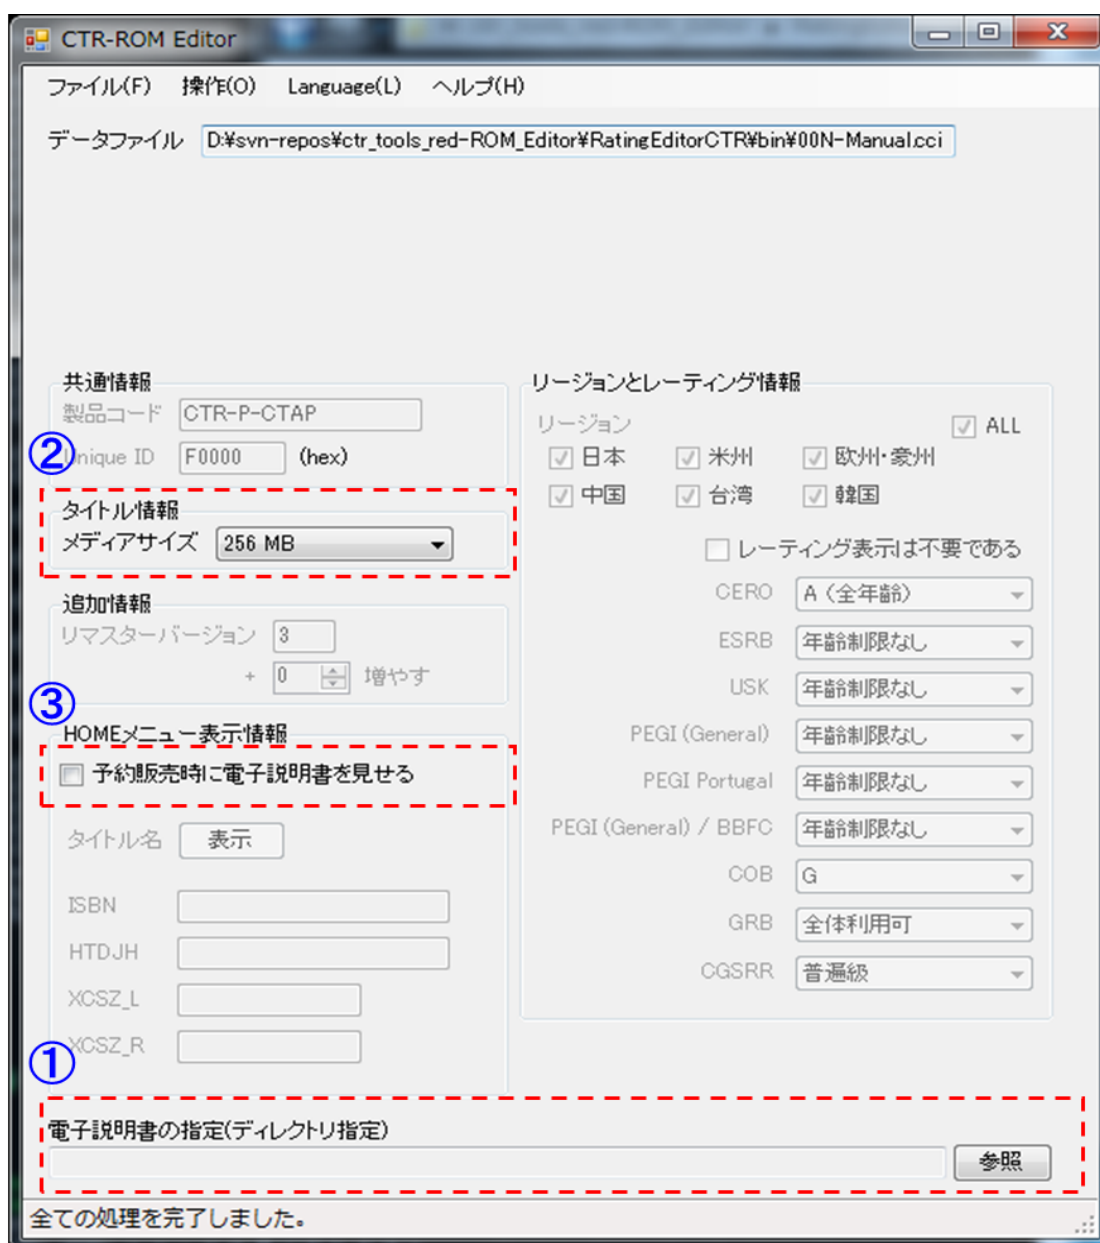 CTR-ROM Editor
ファイル(F) 操作(O) Language(L) ヘルプ(H)
データファイル D:¥svn-repos¥ctr_tools_red-ROM_Editor¥RatingEditorCTR¥bin¥00N-Manual.cci
共通情報
製品コード CTR-P-CTAP
②
Unique ID F0000 (hex)
タイトル情報
メディアサイズ 256 MB
追加情報
リマスターバージョン 3
+ 0 増やす
③
HOMEメニュー表示情報
予約販売時に電子説明書を見せる
タイトル名 表示
ISBN
HTDJH
XCSZ_L
XCSZ_R
①
リージョンとレーティング情報
リージョン ALL
日本 米州 欧州・豪州
中国 台湾 韓国
レーティング表示は不要である
CERO A（全年齢）
ESRB 年齢制限なし
USK 年齢制限なし
PEGI (General) 年齢制限なし
PEGI Portugal 年齢制限なし
PEGI (General) / BBFC 年齢制限なし
COB G
GRB 全体利用可
CGSRR 普遍級
電子説明書の指定(ディレクトリ指定)
参照
全ての処理を完了しました。